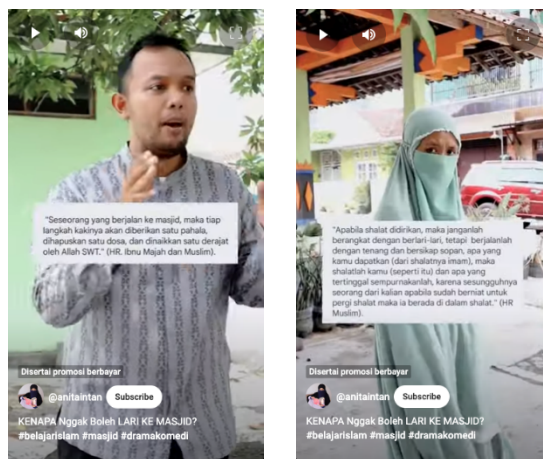 "Seseorang yang berjalan ke masjid, maka tiap
langkah kakinya akan diberikan satu pahala,
dihapuskan satu dosa, dan dinaikkan satu derajat
oleh Allah SWT." (HR. Ibnu Majah dan Muslim).
Disertai promosi berbayar
@anitaintan Subscribe
KENAPA Nggak Boleh LARI KE MASJID?
#belajarislam #masjid #dramakomedi
"Apabila shalat didirikan, maka janganlah
berangkat dengan berlari-lari, tetapi berjalanlah
dengan tenang dan bersikap sopan, apa yang
kamu dapatkan (dari shalatnya imam), maka
shalatlah kamu (seperti itu) dan apa yang
tertinggal sempurnakanlah, karena sesungguhnya
seorang dari kalian apabila sudah berniat untuk
pergi shalat maka ia berada di dalam shalat." (HR
Muslim).
Disertai promosi berbayar
@anitaintan Subscribe
KENAPA Nggak Boleh LARI KE MASJID?
#belajarislam #masjid #dramakomedi